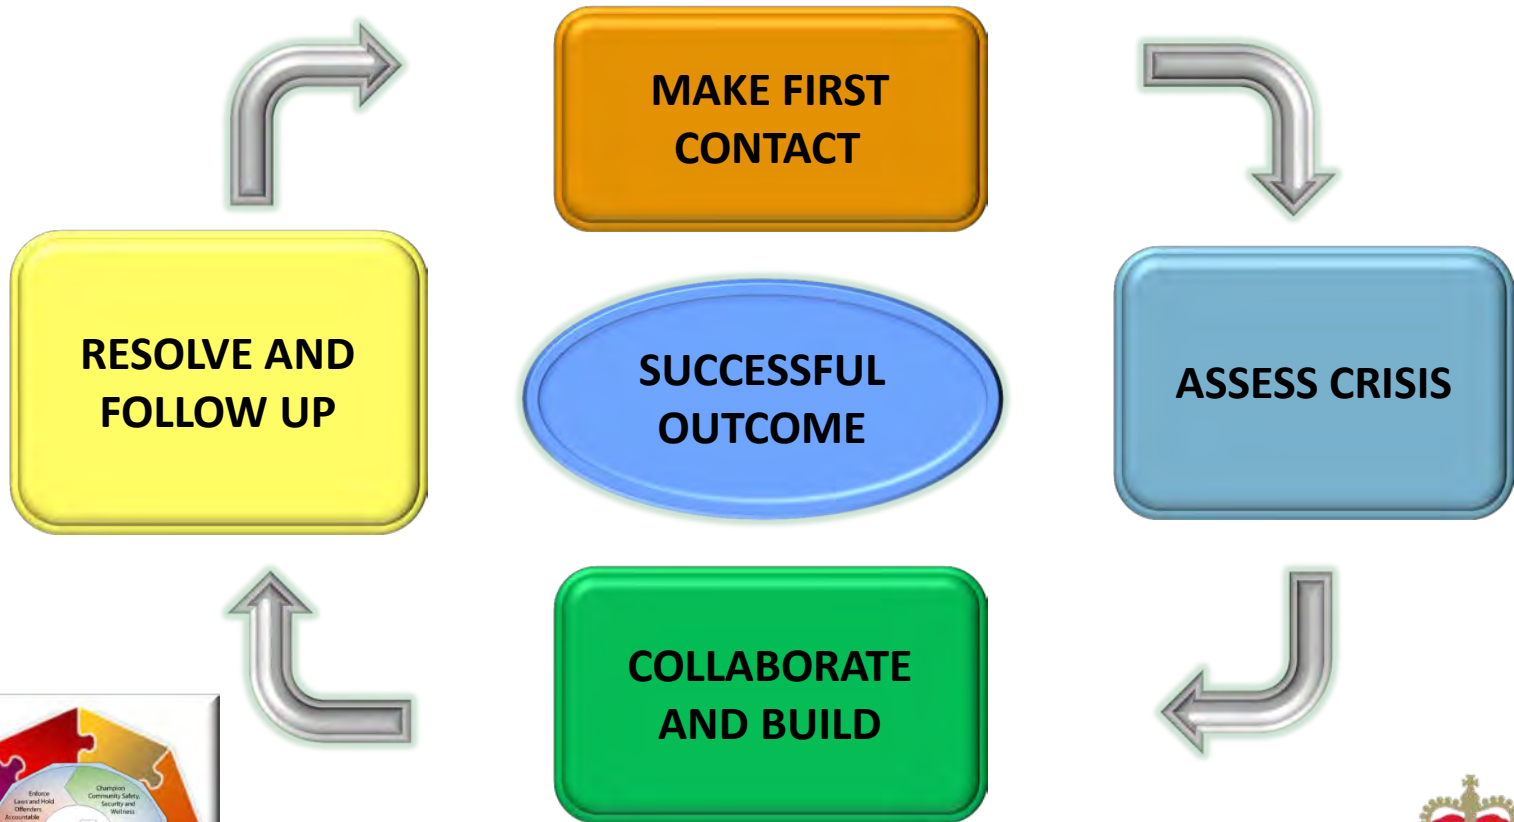 MAKE FIRST
CONTACT
RESOLVE AND
FOLLOW UP
SUCCESSFUL
OUTCOME
ASSESS CRISIS
COLLABORATE
AND BUILD
Enforce
Laws and Hold
Offenders
Accountable
Champion
Community Safety,
Security and
Wellness